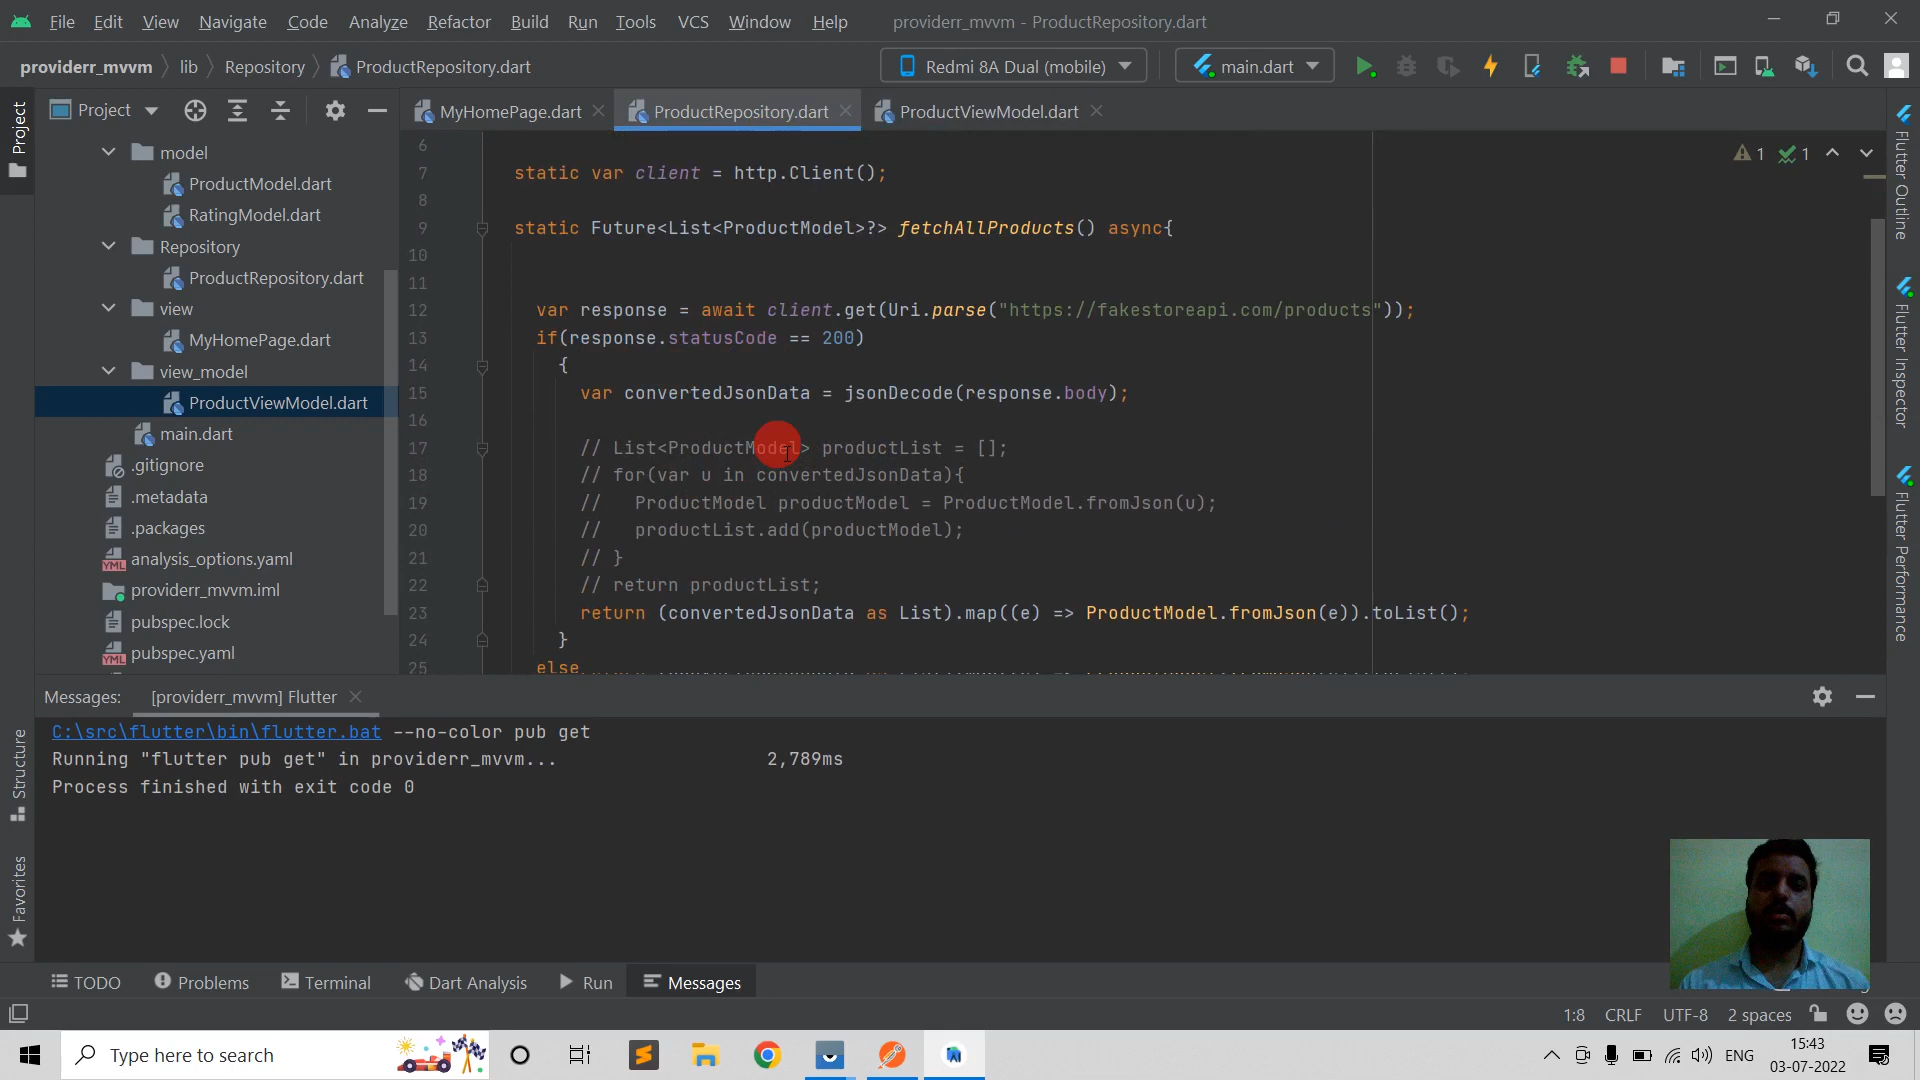 File Edit View Navigate Code Analyze Refactor Build Run Tools VCS Window Help providerr_mvvm - ProductRepository.dart
providerr_mvvm lib Repository ProductRepository.dart Redmi 8A Dual (mobile) main.dart
Project
MyHomePage.dart ProductRepository.dart ProductViewModel.dart
Project
model
ProductModel.dart
RatingModel.dart
Repository
ProductRepository.dart
view
MyHomePage.dart
view_model
ProductViewModel.dart
main.dart
.gitignore
.metadata
.packages
analysis_options.yaml
providerr_mvvm.iml
pubspec.lock
pubspec.yaml
1 1
6
7 static var client = http.Client();
8
9 static Future<List<ProductModel>?> fetchAllProducts() async{
10
11
12 var response = await client.get(Uri.parse("https://fakestoreapi.com/products"));
13 if(response.statusCode == 200)
14 {
15 var convertedJsonData = jsonDecode(response.body);
16
17 // List<ProductModel> productList = [];
18 // for(var u in convertedJsonData){
19 // ProductModel productModel = ProductModel.fromJson(u);
20 // productList.add(productModel);
21 // }
22 // return productList;
23 return (convertedJsonData as List).map((e) => ProductModel.fromJson(e)).toList();
24 }
25 else
Flutter Outline
Flutter Inspector
Flutter Performance
Messages: [providerr_mvvm] Flutter
C:\src\flutter\bin\flutter.bat --no-color pub get
Running "flutter pub get" in providerr_mvvm... 2,789ms
Process finished with exit code 0
Structure
Favorites
TODO Problems Terminal Dart Analysis Run Messages
1:8 CRLF UTF-8 2 spaces
Type here to search
ENG
15:43
03-07-2022